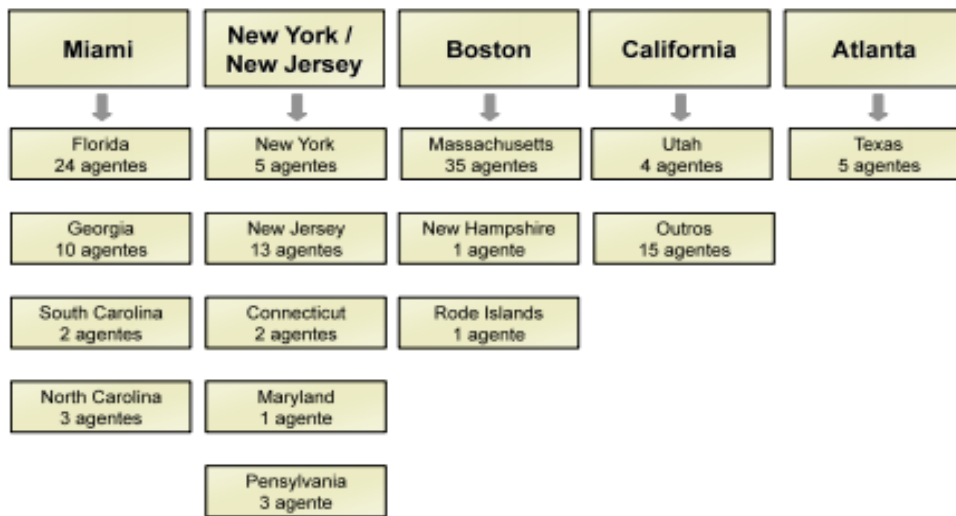 Miami
New York /
New Jersey
Boston
California
Atlanta
Florida
24 agentes
New York
5 agentes
Massachusetts
35 agentes
Utah
4 agentes
Texas
5 agentes
Georgia
10 agentes
New Jersey
13 agentes
New Hampshire
1 agente
Outros
15 agentes
South Carolina
2 agentes
Connecticut
2 agentes
Rode Islands
1 agente
North Carolina
3 agentes
Maryland
1 agente
Pensylvania
3 agente